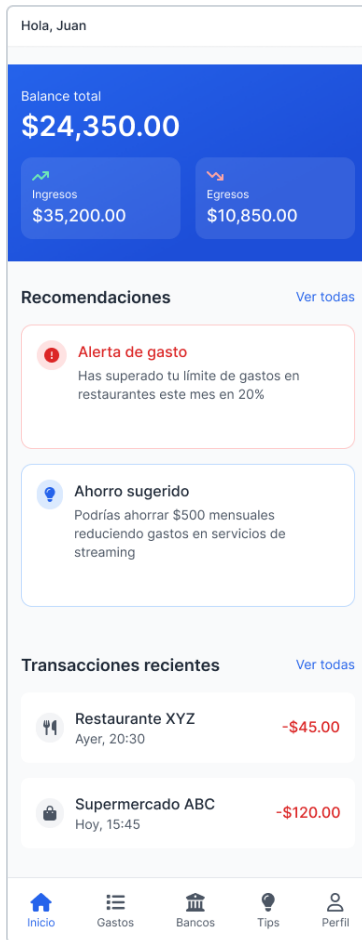 Hola, Juan
Balance total
$24,350.00
Ingresos
$35,200.00
Egresos
$10,850.00
Recomendaciones
Ver todas
Alerta de gasto
Has superado tu límite de gastos en
restaurantes este mes en 20%
Ahorro sugerido
Podrías ahorrar $500 mensuales
reduciendo gastos en servicios de
streaming
Transacciones recientes
Ver todas
Restaurante XYZ
Ayer, 20:30
-$45.00
Supermercado ABC
Hoy, 15:45
-$120.00
Inicio
Gastos
Bancos
Tips
Perfil